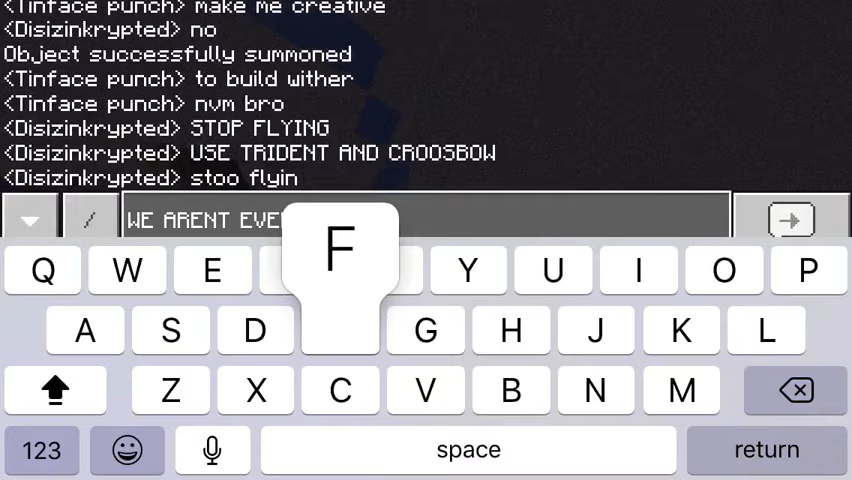 <Tinface punch> make me creative
<Disizinkrypted> no
Object successfully summoned
<Tinface punch> to build wither
<Tinface punch> nvm bro
<Disizinkrypted> STOP FLYING
<Disizinkrypted> USE TRIDENT AND CROOSBOW
<Disizinkrypted> stoo flyin
/ WE ARENT EVE
F
Q W E Y U I O P
A S D G H J K L
Z X C V B N M
123 space return